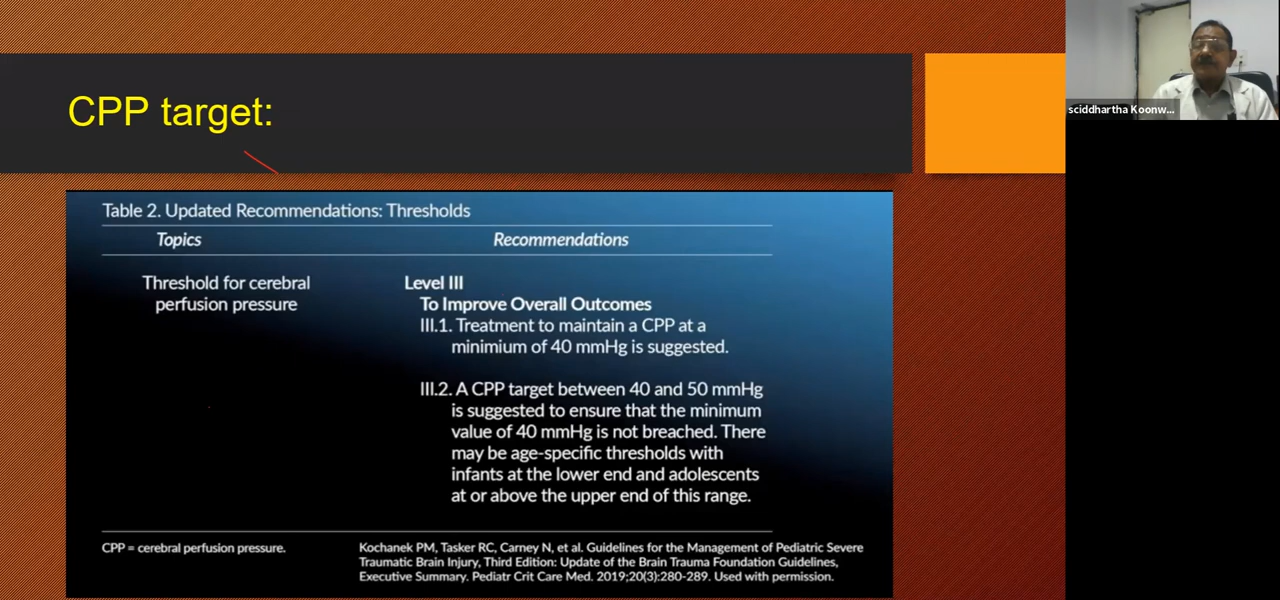 CPP target:
sciddhartha Koonw...
Table 2. Updated Recommendations: Thresholds
Topics Recommendations
Threshold for cerebral
perfusion pressure
Level III
To Improve Overall Outcomes
III.1. Treatment to maintain a CPP at a
minimium of 40 mmHg is suggested.
III.2. A CPP target between 40 and 50 mmHg
is suggested to ensure that the minimum
value of 40 mmHg is not breached. There
may be age-specific thresholds with
infants at the lower end and adolescents
at or above the upper end of this range.
CPP = cerebral perfusion pressure.
Kochanek PM, Tasker RC, Carney N, et al. Guidelines for the Management of Pediatric Severe
Traumatic Brain Injury, Third Edition: Update of the Brain Trauma Foundation Guidelines,
Executive Summary. Pediatr Crit Care Med. 2019;20(3):280-289. Used with permission.